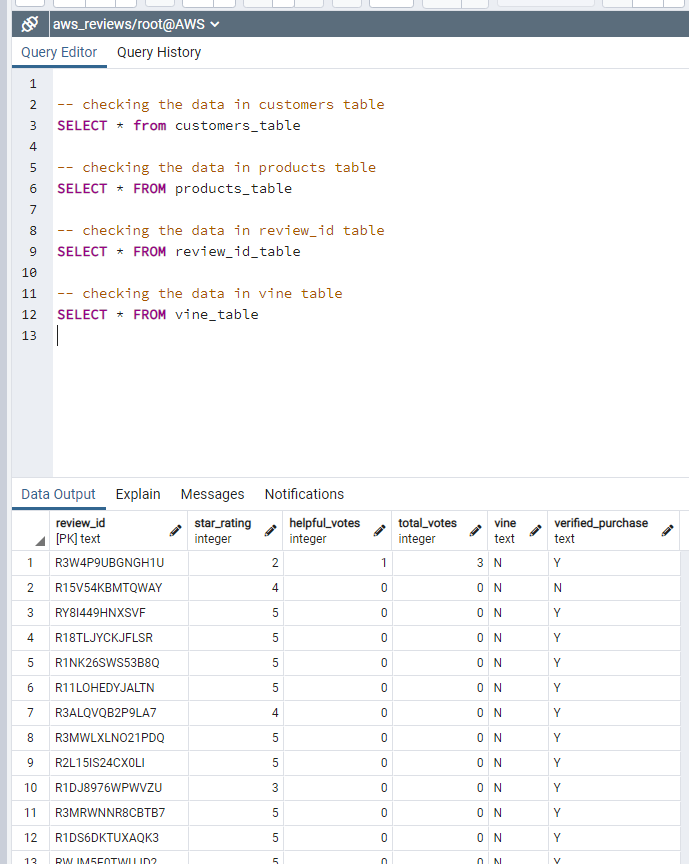 aws_reviews/root@AWS
Query Editor Query History
1
2 -- checking the data in customers table
3 SELECT * from customers_table
4
5 -- checking the data in products table
6 SELECT * FROM products_table
7
8 -- checking the data in review_id table
9 SELECT * FROM review_id_table
10
11 -- checking the data in vine table
12 SELECT * FROM vine_table
13
Data Output Explain Messages Notifications
review_id star_rating helpful_votes total_votes vine verified_purchase
[PK] text integer integer integer text text
1 R3W4P9UBGNGH1U 2 1 3 N Y
2 R15V54KBMTQWAY 4 0 0 N N
3 RY8I449HNXSVF 5 0 0 N Y
4 R18TLJYCKJFLSR 5 0 0 N Y
5 R1NK26SWS53B8Q 5 0 0 N Y
6 R11LOHEDYJALTN 5 0 0 N Y
7 R3ALQVQB2P9LA7 4 0 0 N Y
8 R3MWLXLNO21PDQ 5 0 0 N Y
9 R2L15IS24CX0LI 5 0 0 N Y
10 R1DJ8976WPWVZU 3 0 0 N Y
11 R3MRWNNR8CBTB7 5 0 0 N Y
12 R1DS6DKTUXAQK3 5 0 0 N Y
13 5 0 0 N Y